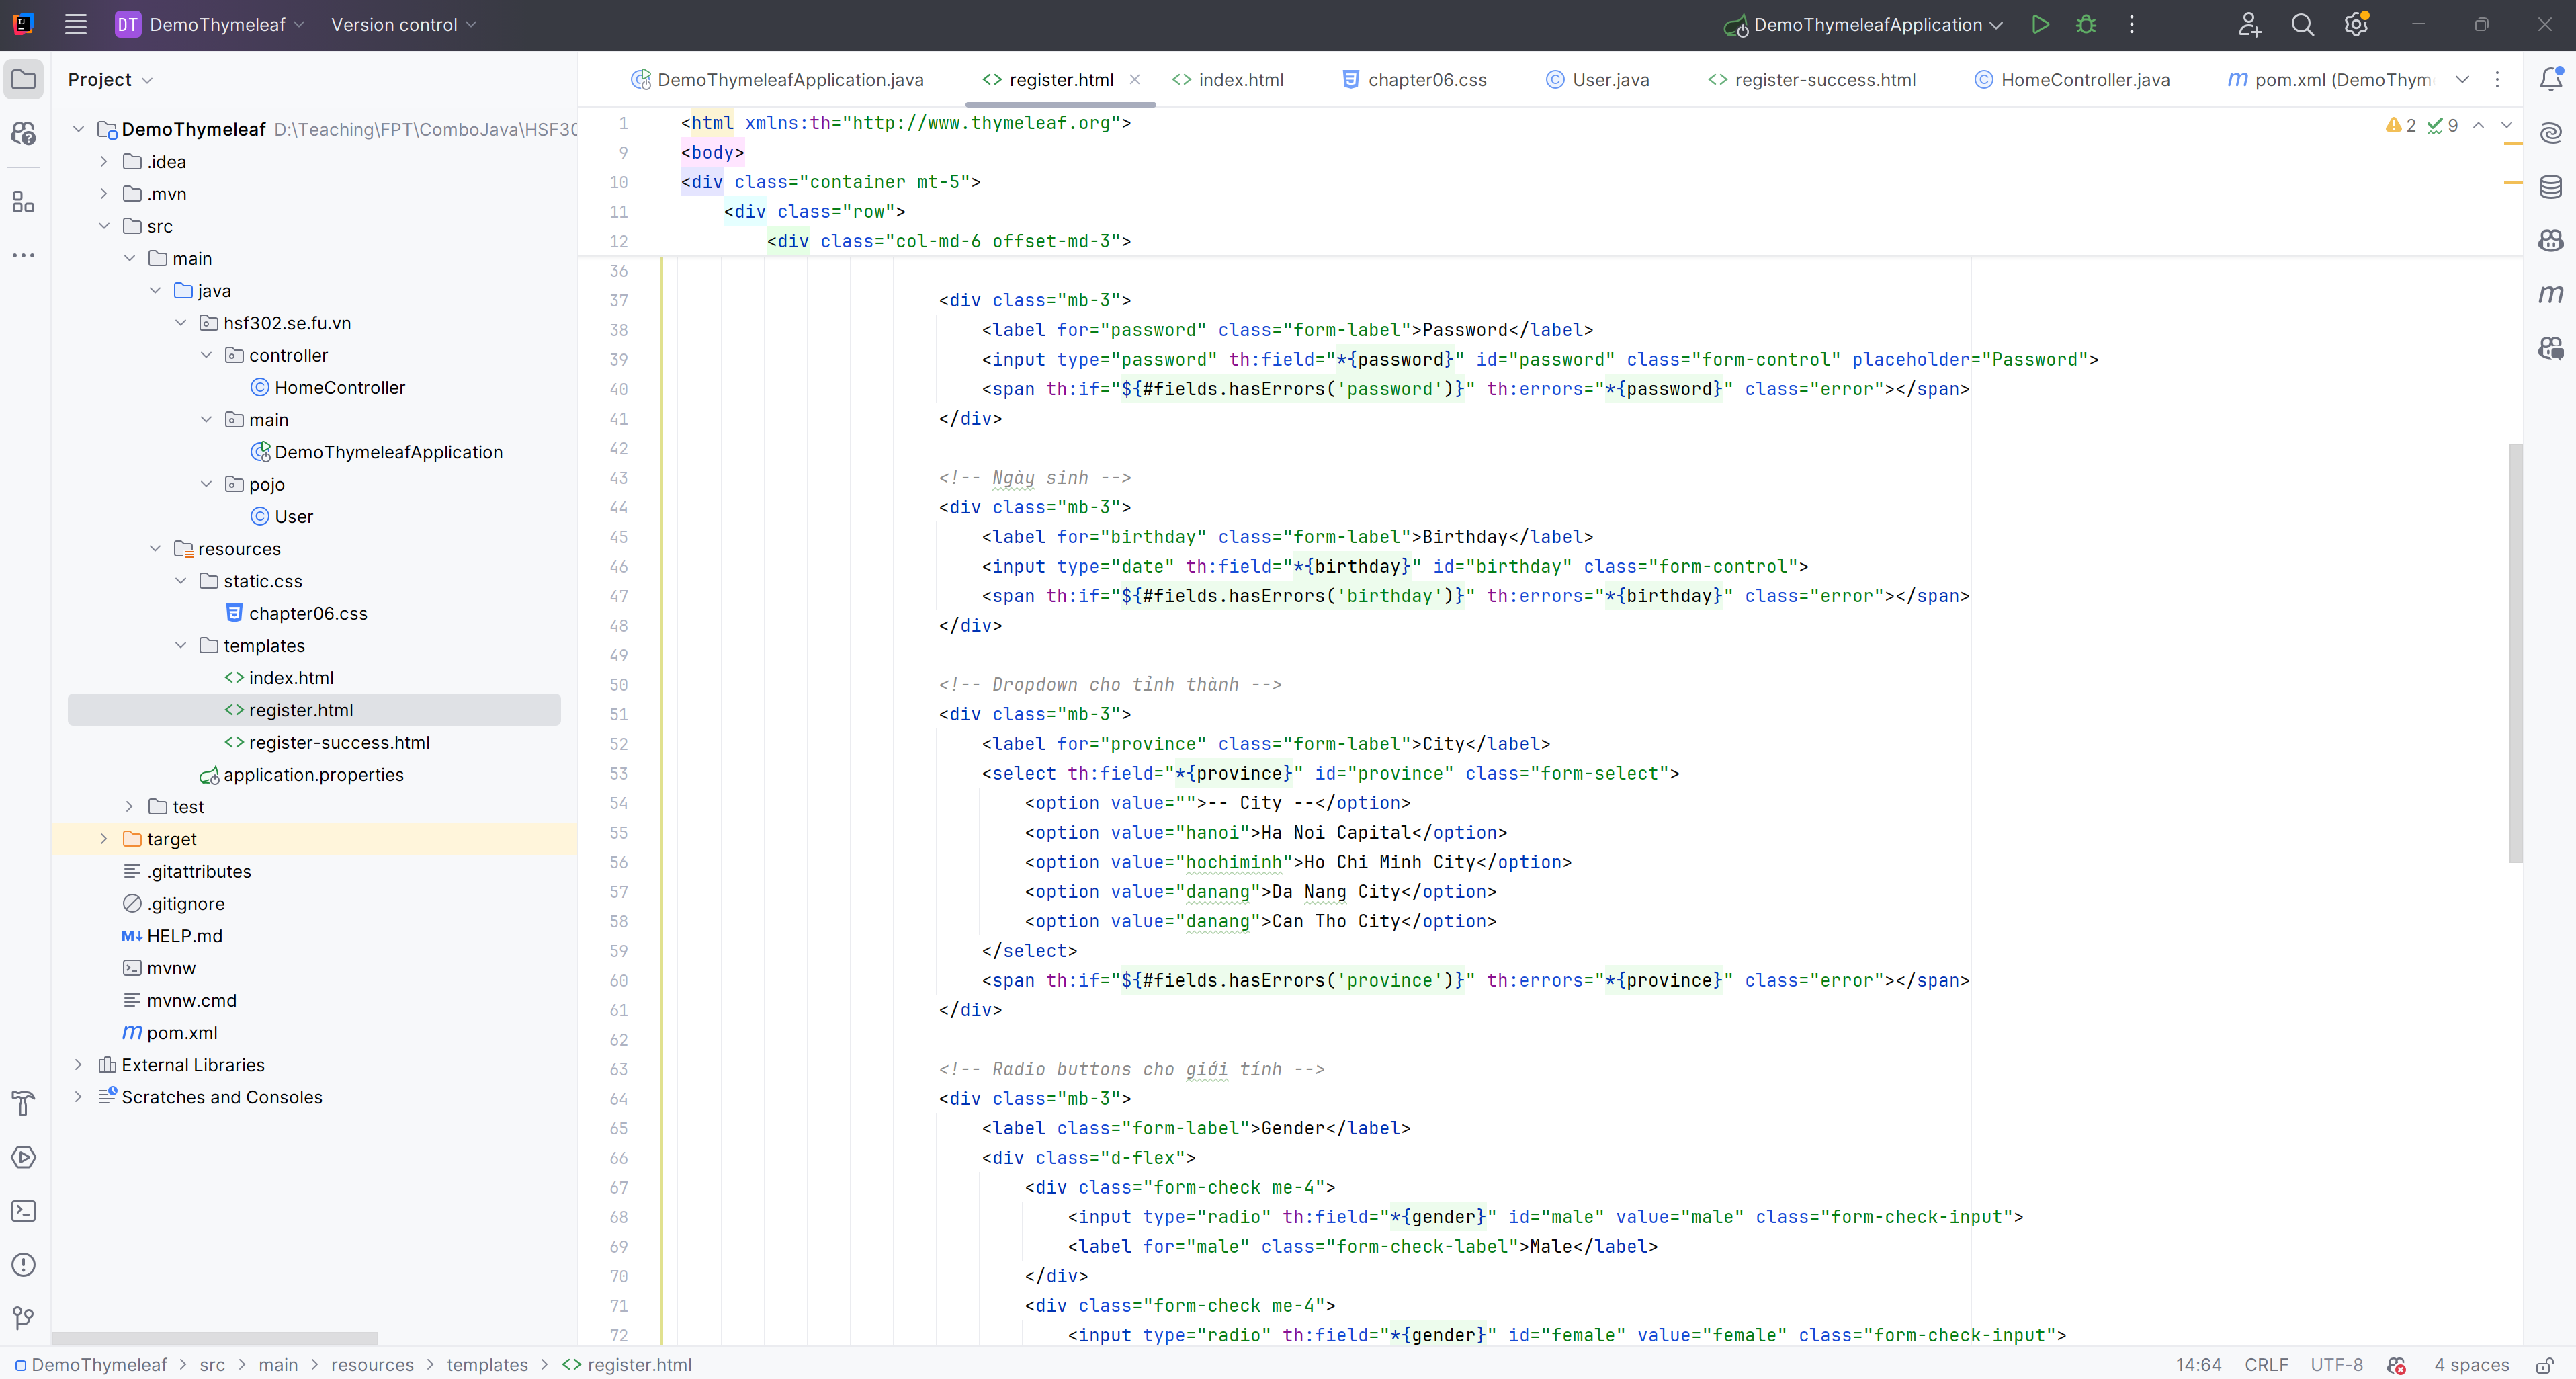 DT DemoThymeleaf Version control DemoThymeleafApplication
Project
DemoThymeleaf D:\Teaching\FPT\ComboJava\HSF30
.idea
.mvn
src
main
java
hsf302.se.fu.vn
controller
HomeController
main
DemoThymeleafApplication
pojo
User
resources
static.css
chapter06.css
templates
index.html
register.html
register-success.html
application.properties
test
target
.gitattributes
.gitignore
HELP.md
mvnw
mvnw.cmd
pom.xml
External Libraries
Scratches and Consoles
DemoThymeleafApplication.java register.html index.html chapter06.css User.java register-success.html HomeController.java pom.xml (DemoThym
2 9
1 <html xmlns:th="http://www.thymeleaf.org">
9 <body>
10 <div class="container mt-5">
11 <div class="row">
12 <div class="col-md-6 offset-md-3">
36
37 <div class="mb-3">
38 <label for="password" class="form-label">Password</label>
39 <input type="password" th:field="*{password}" id="password" class="form-control" placeholder="Password">
40 <span th:if="${#fields.hasErrors('password')}" th:errors="*{password}" class="error"></span>
41 </div>
42
43 <!-- Ngày sinh -->
44 <div class="mb-3">
45 <label for="birthday" class="form-label">Birthday</label>
46 <input type="date" th:field="*{birthday}" id="birthday" class="form-control">
47 <span th:if="${#fields.hasErrors('birthday')}" th:errors="*{birthday}" class="error"></span>
48 </div>
49
50 <!-- Dropdown cho tỉnh thành -->
51 <div class="mb-3">
52 <label for="province" class="form-label">City</label>
53 <select th:field="*{province}" id="province" class="form-select">
54 <option value="">-- City --</option>
55 <option value="hanoi">Ha Noi Capital</option>
56 <option value="hochiminh">Ho Chi Minh City</option>
57 <option value="danang">Da Nang City</option>
58 <option value="danang">Can Tho City</option>
59 </select>
60 <span th:if="${#fields.hasErrors('province')}" th:errors="*{province}" class="error"></span>
61 </div>
62
63 <!-- Radio buttons cho giới tính -->
64 <div class="mb-3">
65 <label class="form-label">Gender</label>
66 <div class="d-flex">
67 <div class="form-check me-4">
68 <input type="radio" th:field="*{gender}" id="male" value="male" class="form-check-input">
69 <label for="male" class="form-check-label">Male</label>
70 </div>
71 <div class="form-check me-4">
72 <input type="radio" th:field="*{gender}" id="female" value="female" class="form-check-input">
DemoThymeleaf > src > main > resources > templates > register.html 14:64 CRLF UTF-8 4 spaces